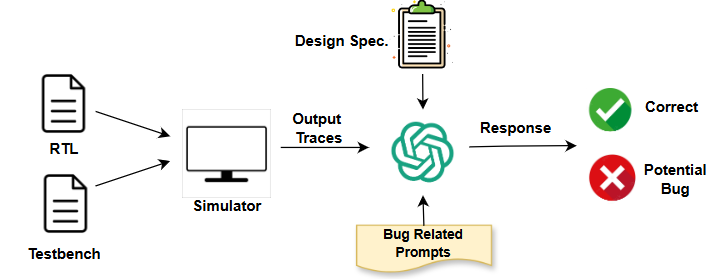 Design Spec.
RTL
Testbench
Simulator
Output
Traces
Response
Correct
Potential
Bug
Bug Related
Prompts